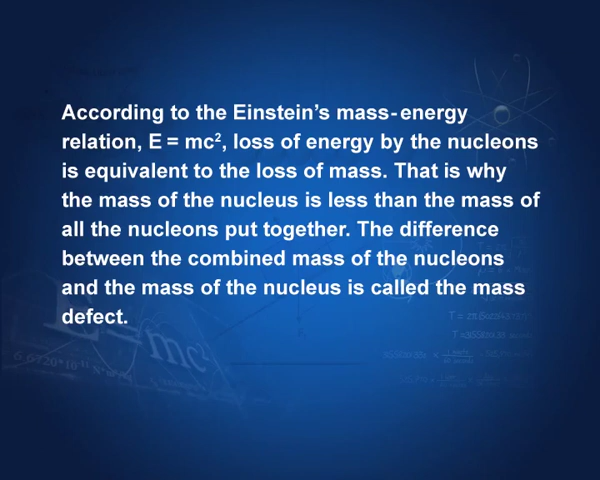 According to the Einstein’s mass-energy
relation, E = mc², loss of energy by the nucleons
is equivalent to the loss of mass. That is why
the mass of the nucleus is less than the mass of
all the nucleons put together. The difference
between the combined mass of the nucleons
and the mass of the nucleus is called the mass
defect.
E=mc²